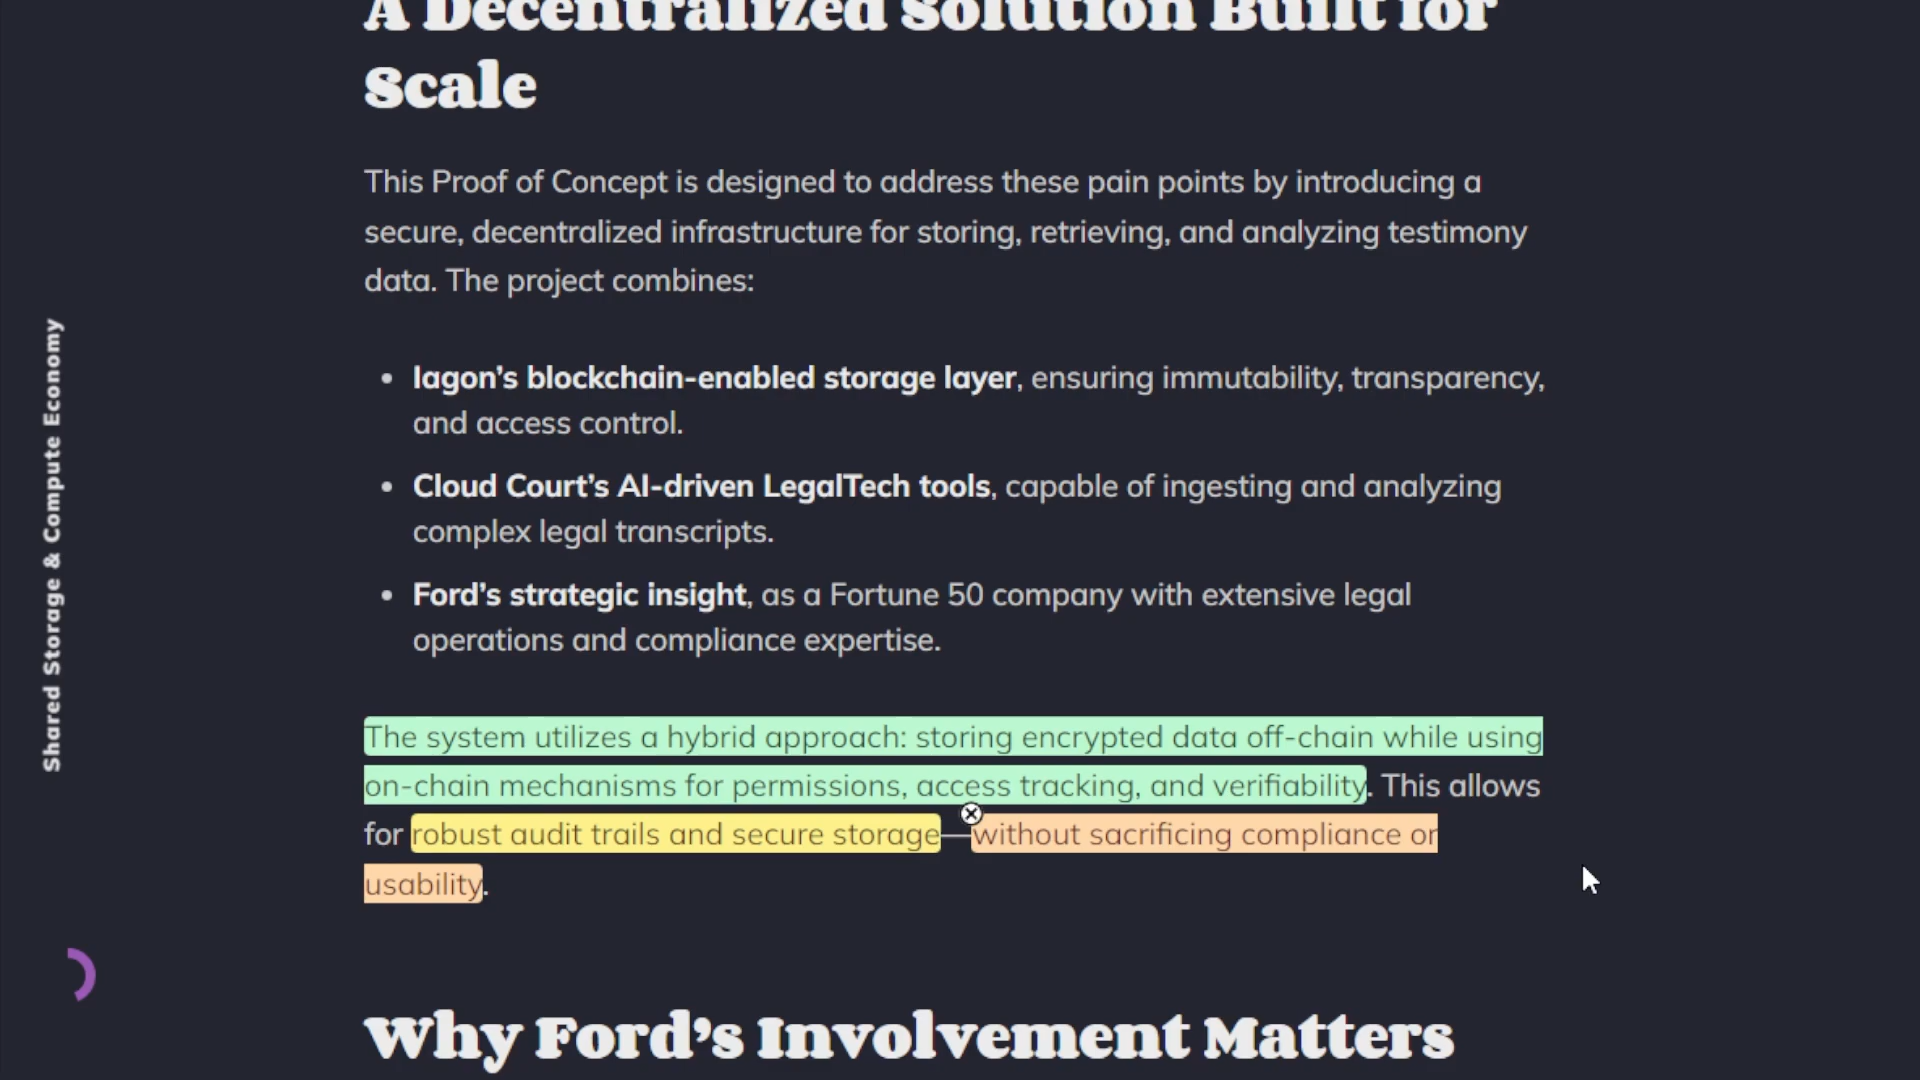 A Decentralized Solution Built for
Scale
This Proof of Concept is designed to address these pain points by introducing a
secure, decentralized infrastructure for storing, retrieving, and analyzing testimony
data. The project combines:
• Iagon’s blockchain-enabled storage layer, ensuring immutability, transparency,
and access control.
• Cloud Court’s AI-driven LegalTech tools, capable of ingesting and analyzing
complex legal transcripts.
• Ford’s strategic insight, as a Fortune 50 company with extensive legal
operations and compliance expertise.
The system utilizes a hybrid approach: storing encrypted data off-chain while using
on-chain mechanisms for permissions, access tracking, and verifiability. This allows
for robust audit trails and secure storage—without sacrificing compliance or
usability.
Why Ford’s Involvement Matters
Shared Storage & Compute Economy